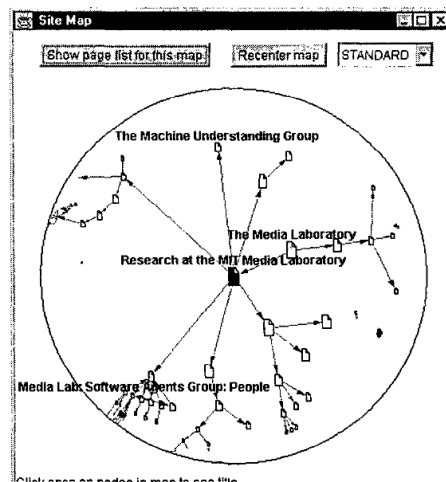 Site Map
Show page list for this map
Recenter map
STANDARD
The Machine Understanding Group
The Media Laboratory
Research at the MIT Media Laboratory
Media Lab: Software Agents Group: People
Click once on nodes in map to see title